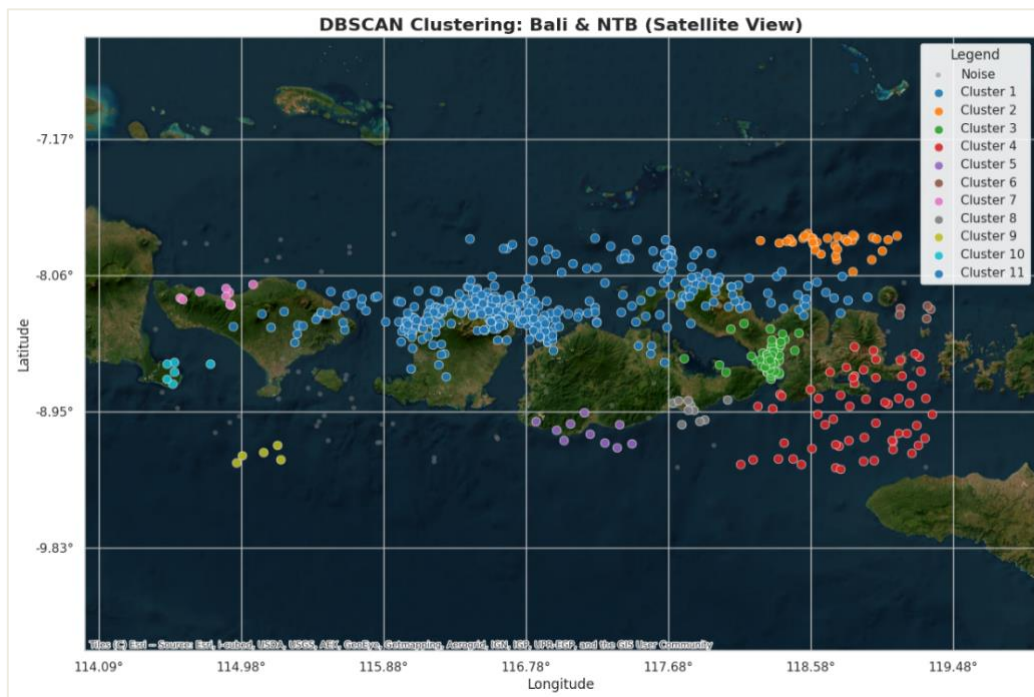 DBSCAN Clustering: Bali & NTB (Satellite View)
Legend
Noise
Cluster 1
Cluster 2
Cluster 3
Cluster 4
Cluster 5
Cluster 6
Cluster 7
Cluster 8
Cluster 9
Cluster 10
Cluster 11
-7.17°
-8.06°
-8.95°
-9.83°
Latitude
Tiles (C) Esri -- Source: Esri, i-cubed, USDA, USGS, AEX, GeoEye, Getmapping, Aerogrid, IGN, IGP, UPR-EGP, and the GIS User Community
114.09° 114.98° 115.88° 116.78° 117.68° 118.58° 119.48°
Longitude